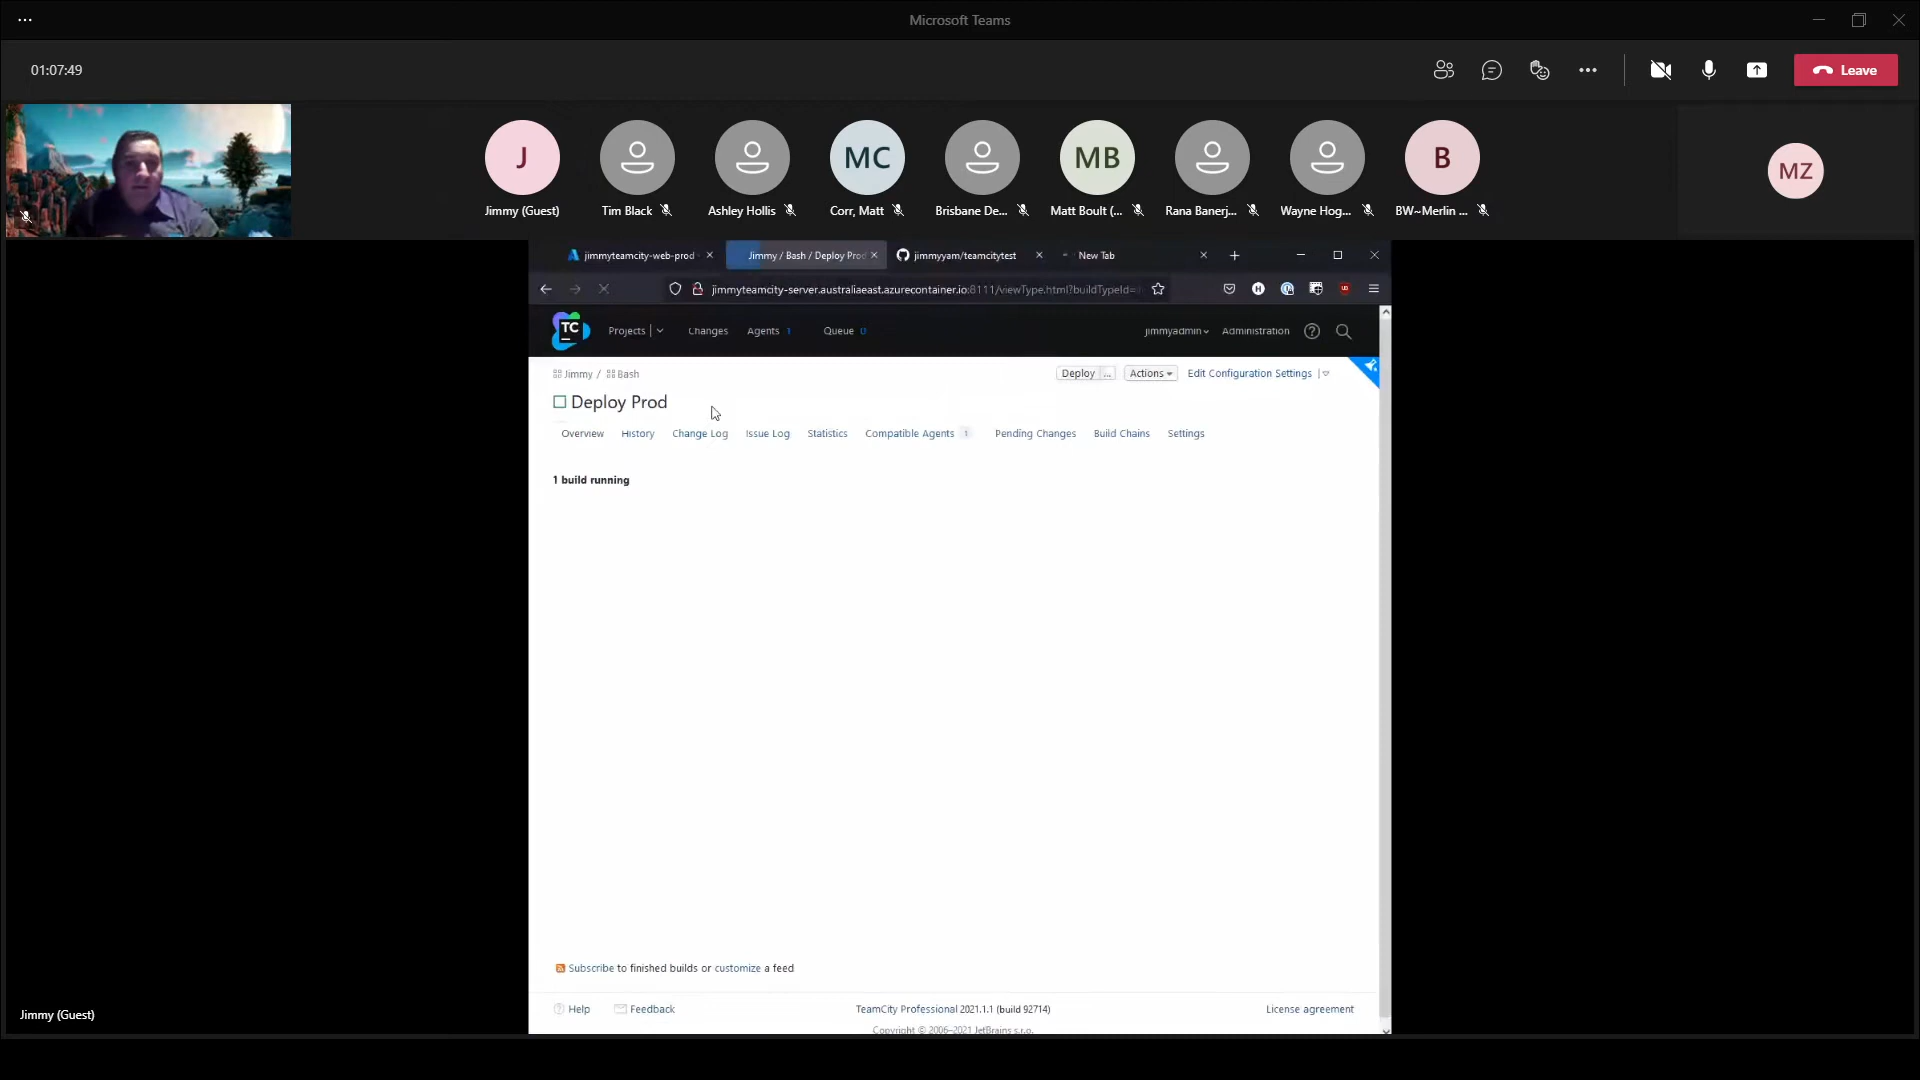 Microsoft Teams
01:07:49
Leave
J
MC
MB
B
MZ
Jimmy (Guest)
Tim Black
Ashley Hollis
Corr, Matt
Brisbane De...
Matt Boult (...
Rana Banerj...
Wayne Hog...
BW~Merlin ...
jimmyteamcity-web-prod
Jimmy / Bash / Deploy Prod
jimmyyam/teamcitytest
New Tab
jimmyteamcity-server.australiaeast.azurecontainer.io:8111/viewType.html?buildTypeId=
TC
Projects
Changes
Agents 1
Queue 0
jimmyadmin
Administration
Jimmy / Bash
Deploy ...
Actions
Edit Configuration Settings
Deploy Prod
Overview
History
Change Log
Issue Log
Statistics
Compatible Agents 1
Pending Changes
Build Chains
Settings
1 build running
Subscribe to finished builds or customize a feed
Help
Feedback
TeamCity Professional 2021.1.1 (build 92714)
License agreement
Copyright © 2006–2021 JetBrains s.r.o.
Jimmy (Guest)